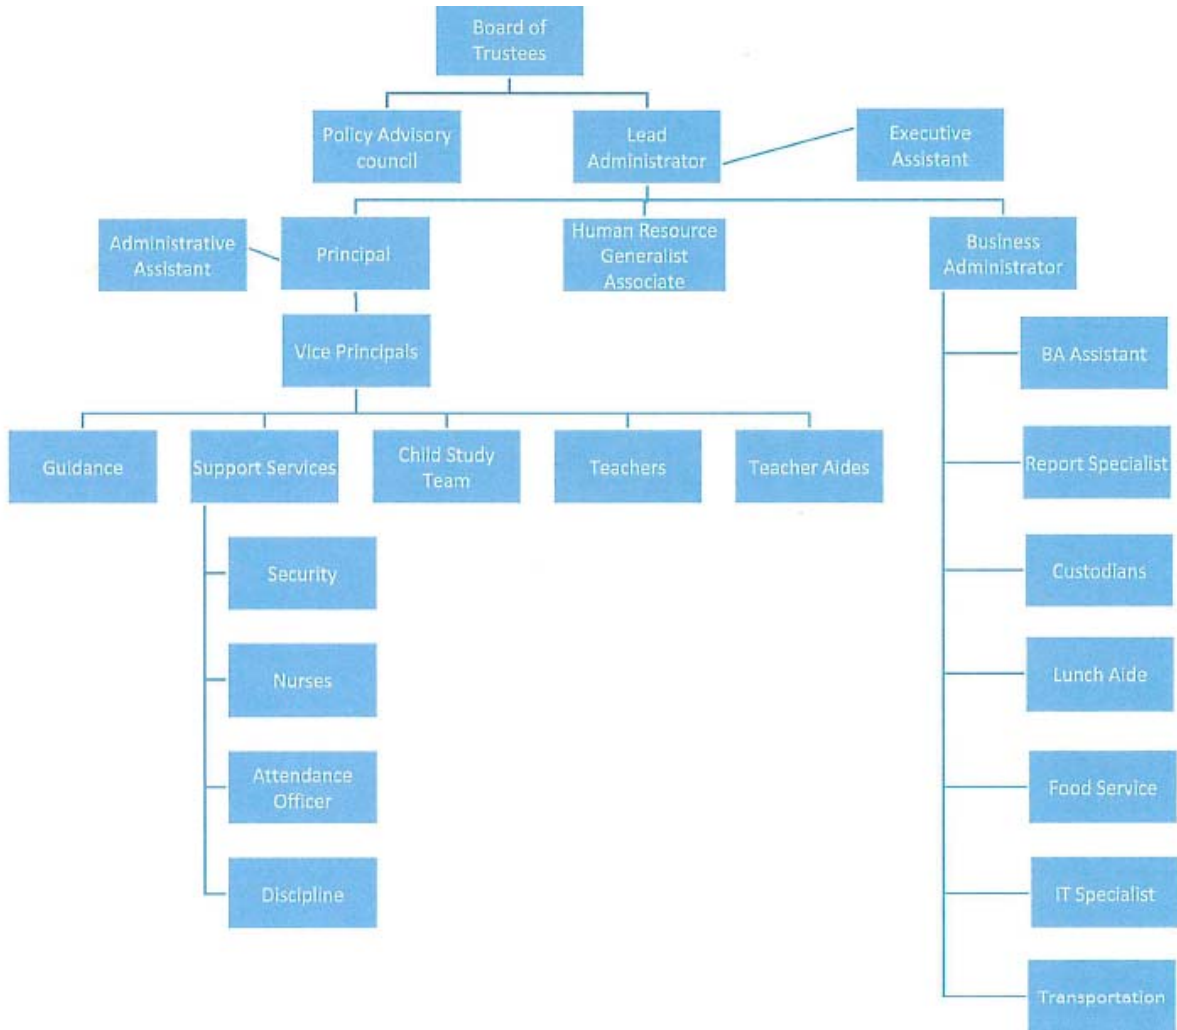 Board of
Trustees
Policy Advisory
council
Lead
Administrator
Executive
Assistant
Administrative
Assistant
Principal
Human Resource
Generalist
Associate
Business
Administrator
Vice Principals
BA Assistant
Guidance
Support Services
Child Study
Team
Teachers
Teacher Aides
Report Specialist
Security
Custodians
Nurses
Lunch Aide
Attendance
Officer
Food Service
Discipline
IT Specialist
Transportation